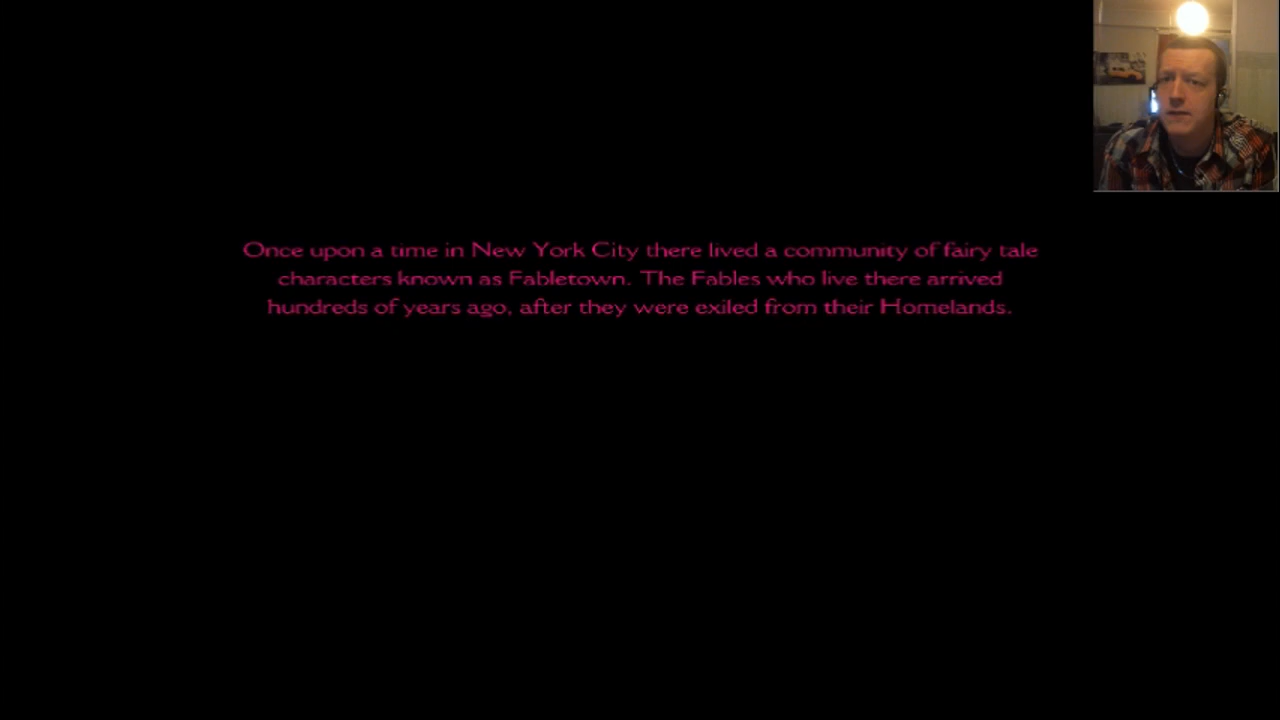 Once upon a time in New York City there lived a community of fairy tale
characters known as Fabletown. The Fables who live there arrived
hundreds of years ago, after they were exiled from their Homelands.